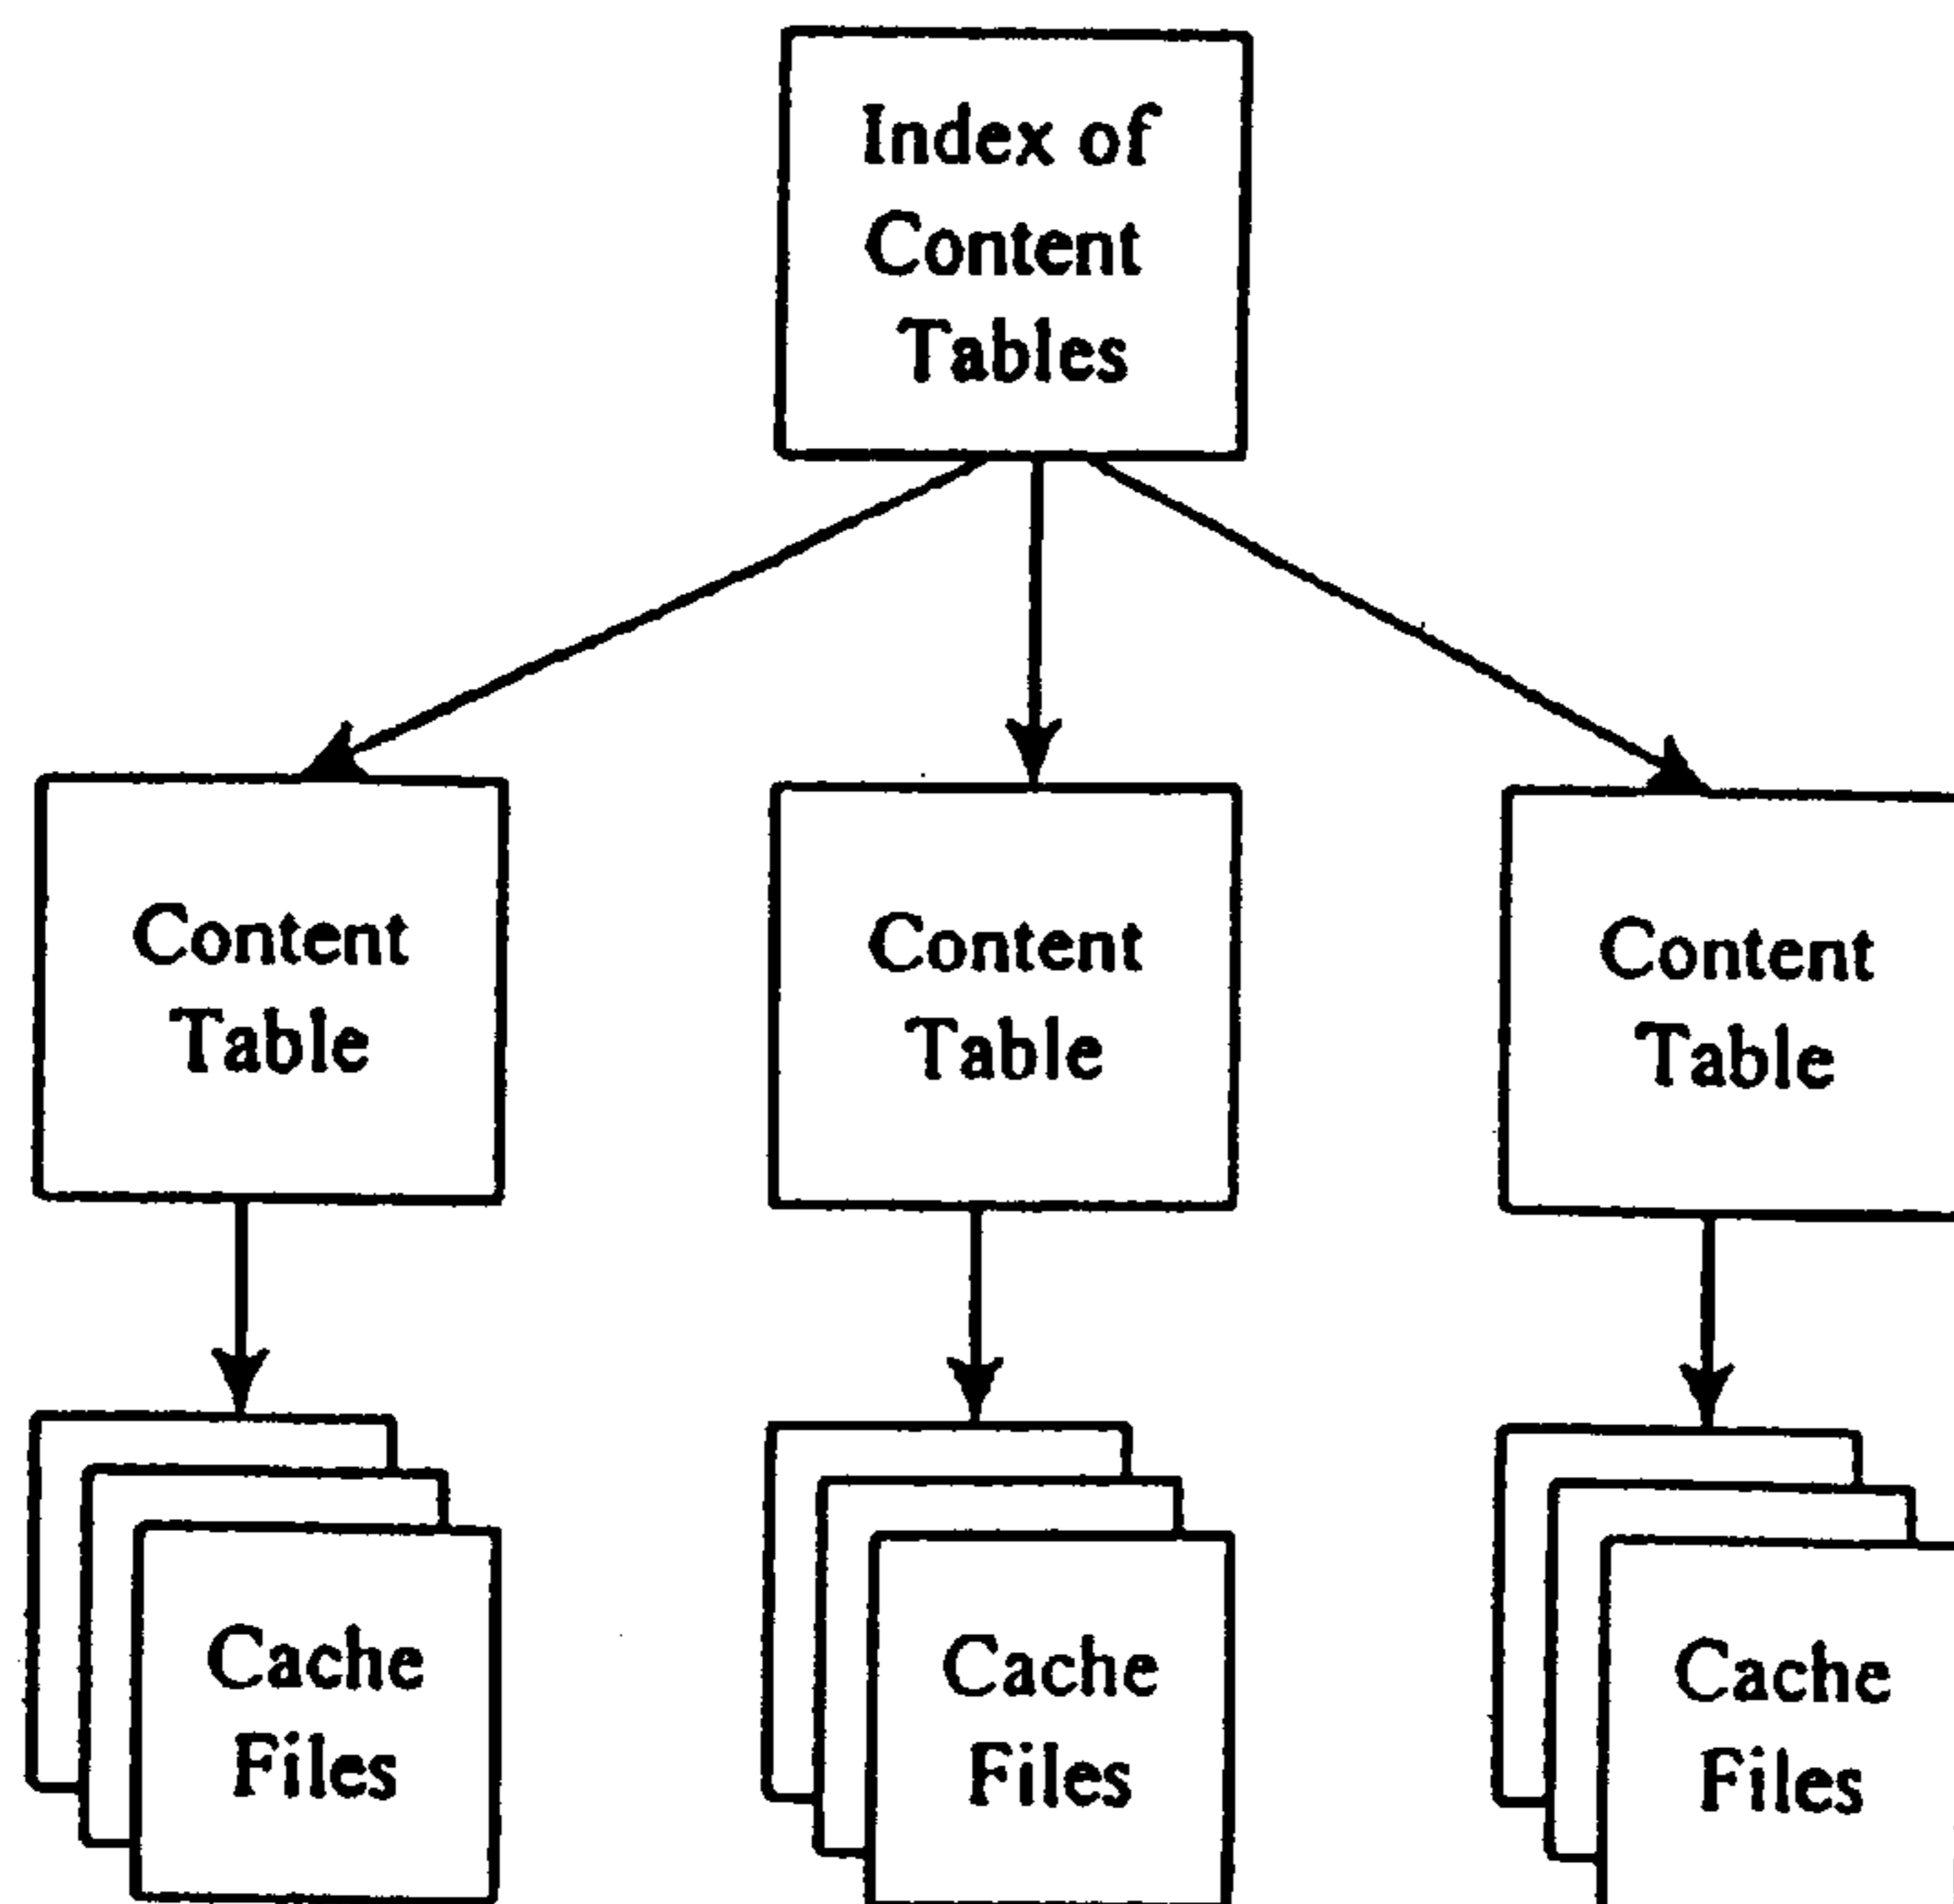 Index of
Content
Tables
Content
Table
Content
Table
Content
Table
Cache
Files
Cache
Files
Cache
Files